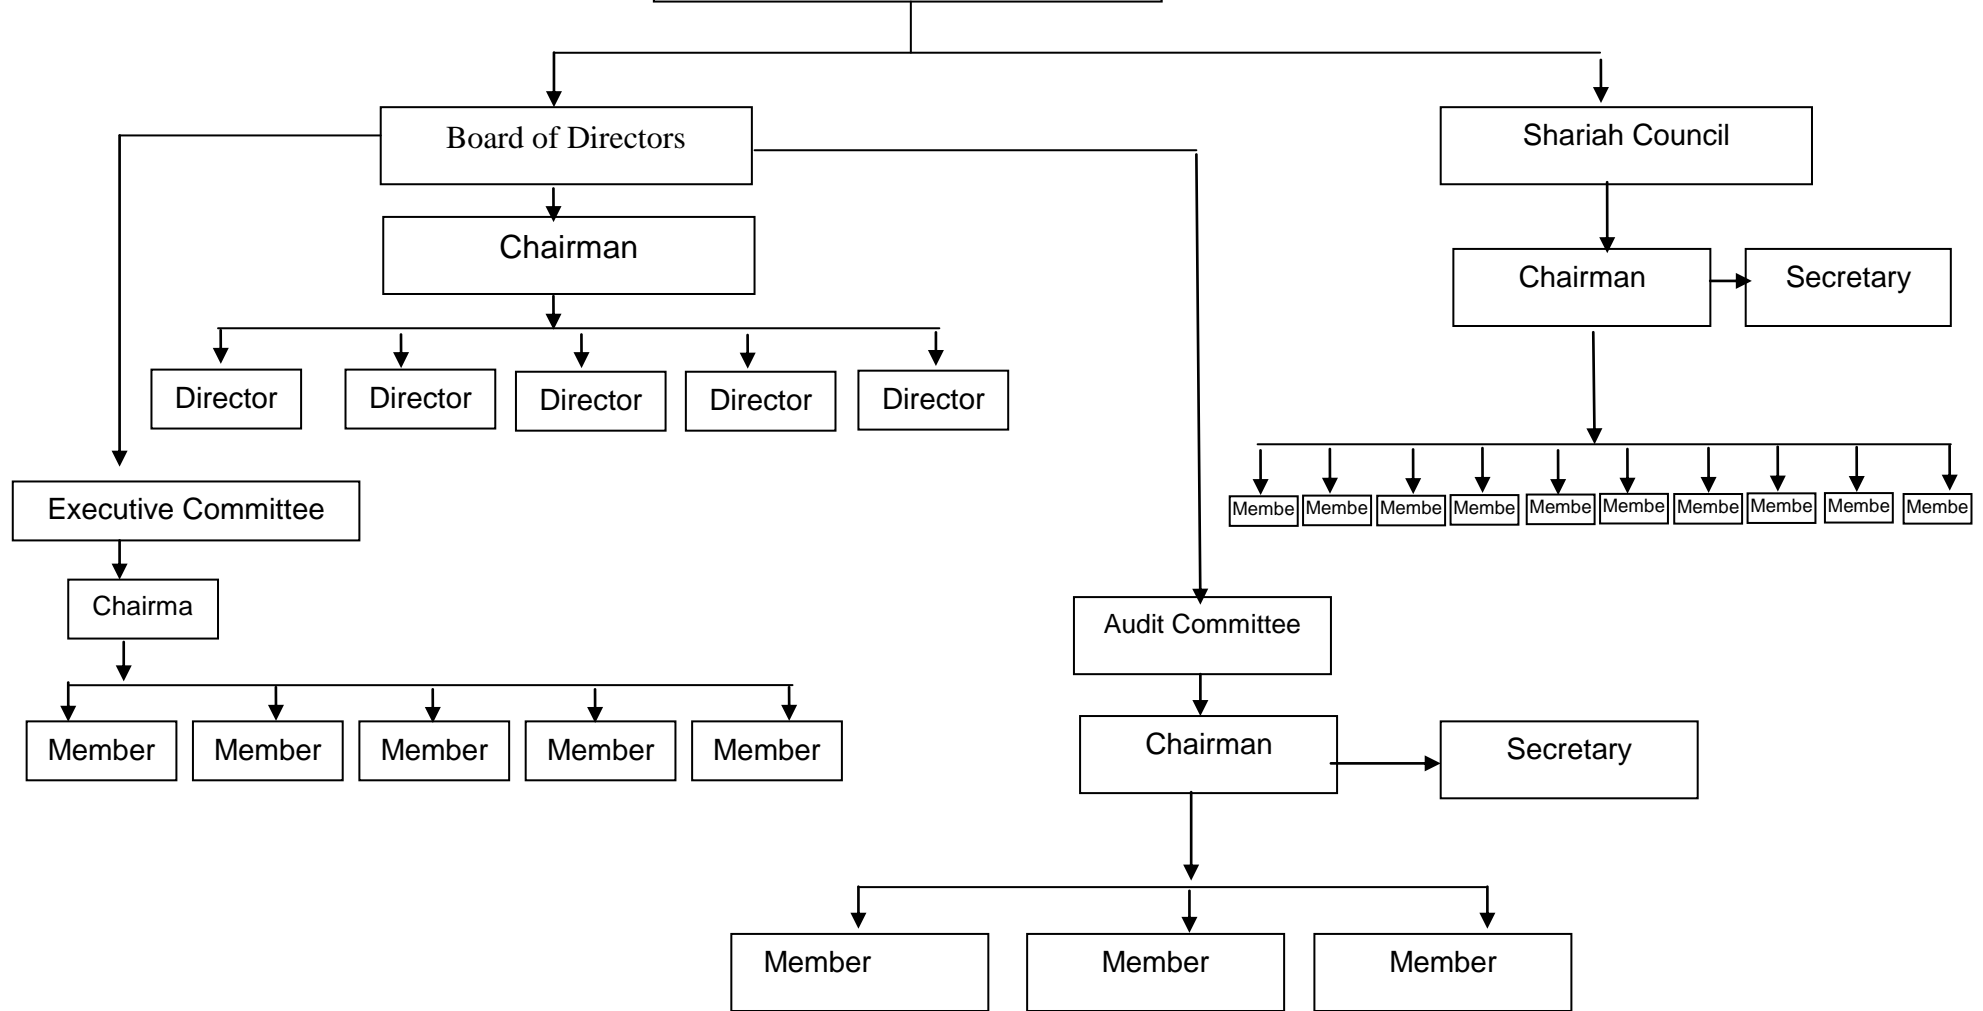 Board of Directors
Shariah Council
Chairman
Chairman
Secretary
Director
Director
Director
Director
Director
Executive Committee
Membe
Membe
Membe
Membe
Membe
Membe
Membe
Membe
Membe
Membe
Chairma
Audit Committee
Member
Member
Member
Member
Member
Chairman
Secretary
Member
Member
Member